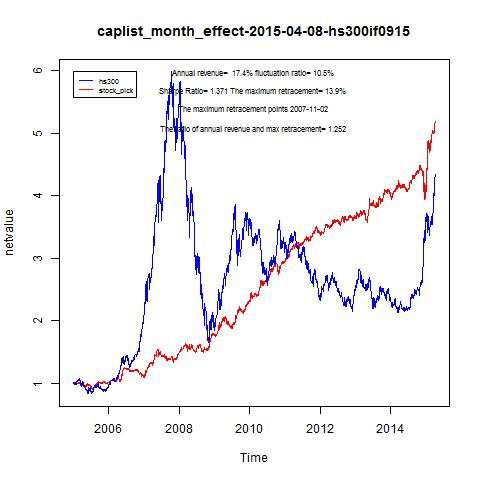 caplist_month_effect-2015-04-08-hs300if0915
Annual revenue= 17.4% fluctuation ratio= 10.5%
Sharpe Ratio= 1.371 The maximum retracement= 13.9%
The maximum retracement points 2007-11-02
The ratio of annual revenue and max retracement= 1.252
hs300
stock_pick
netvalue
6
5
4
3
2
1
2006 2008 2010 2012 2014
Time